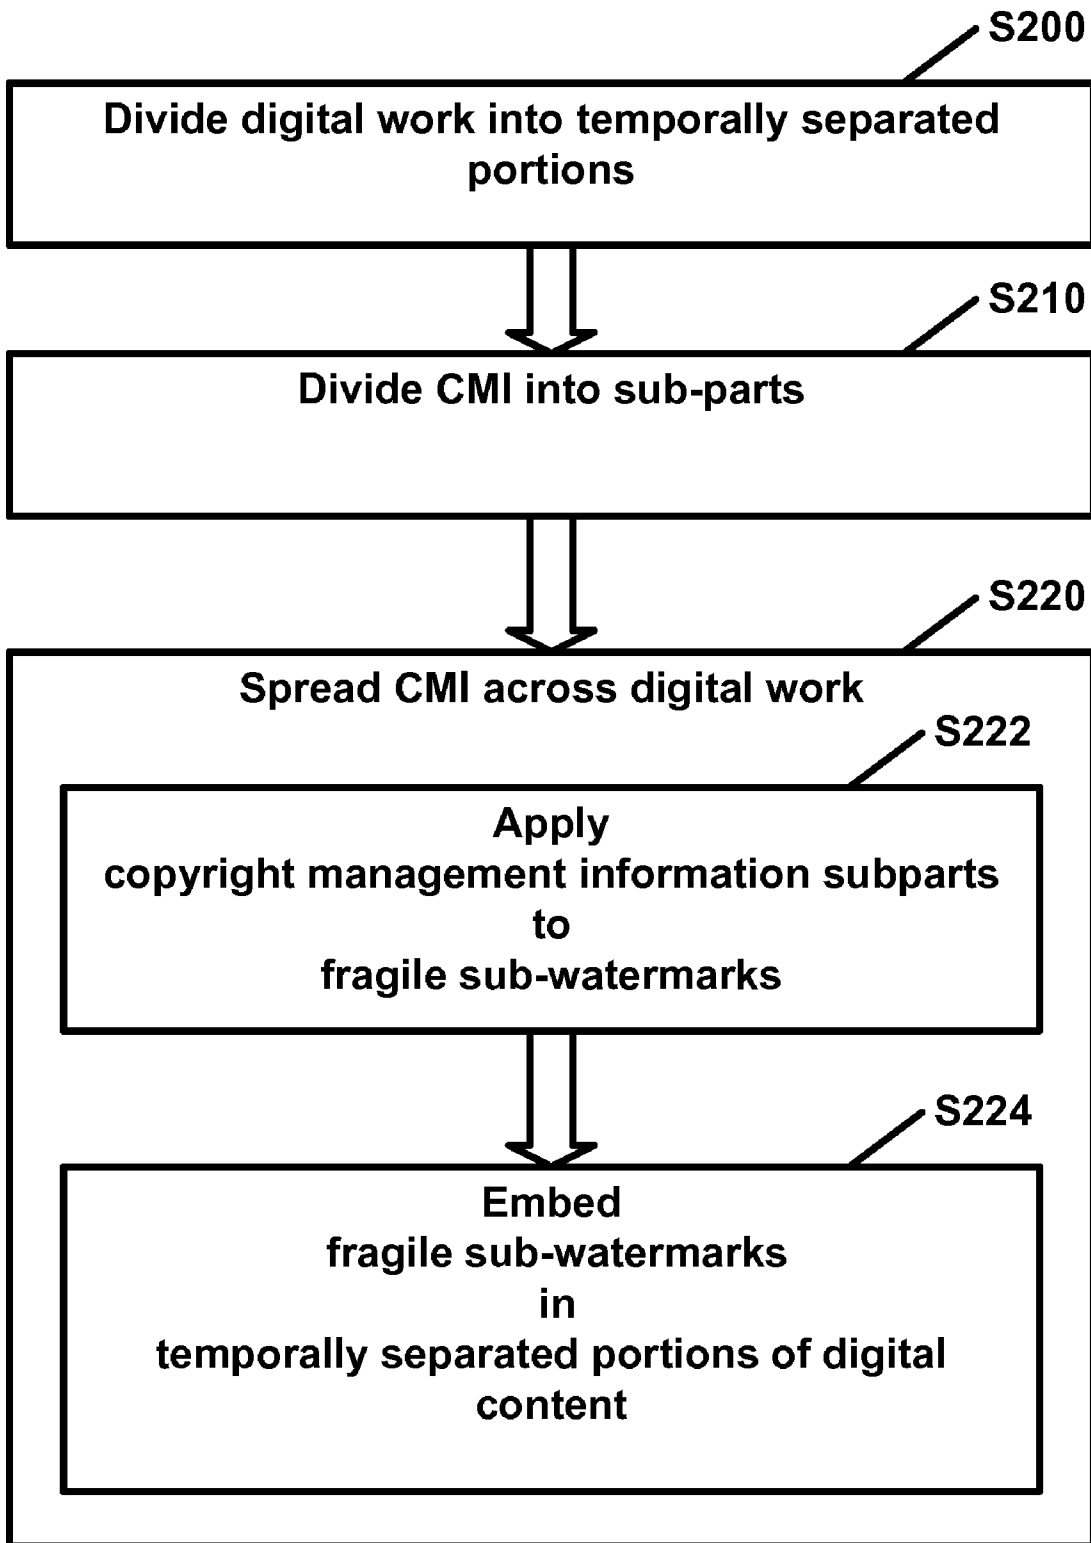 S200
Divide digital work into temporally separated
portions
S210
Divide CMI into sub-parts
S220
Spread CMI across digital work
S222
Apply
copyright management information subparts
to
fragile sub-watermarks
S224
Embed
fragile sub-watermarks
in
temporally separated portions of digital
content